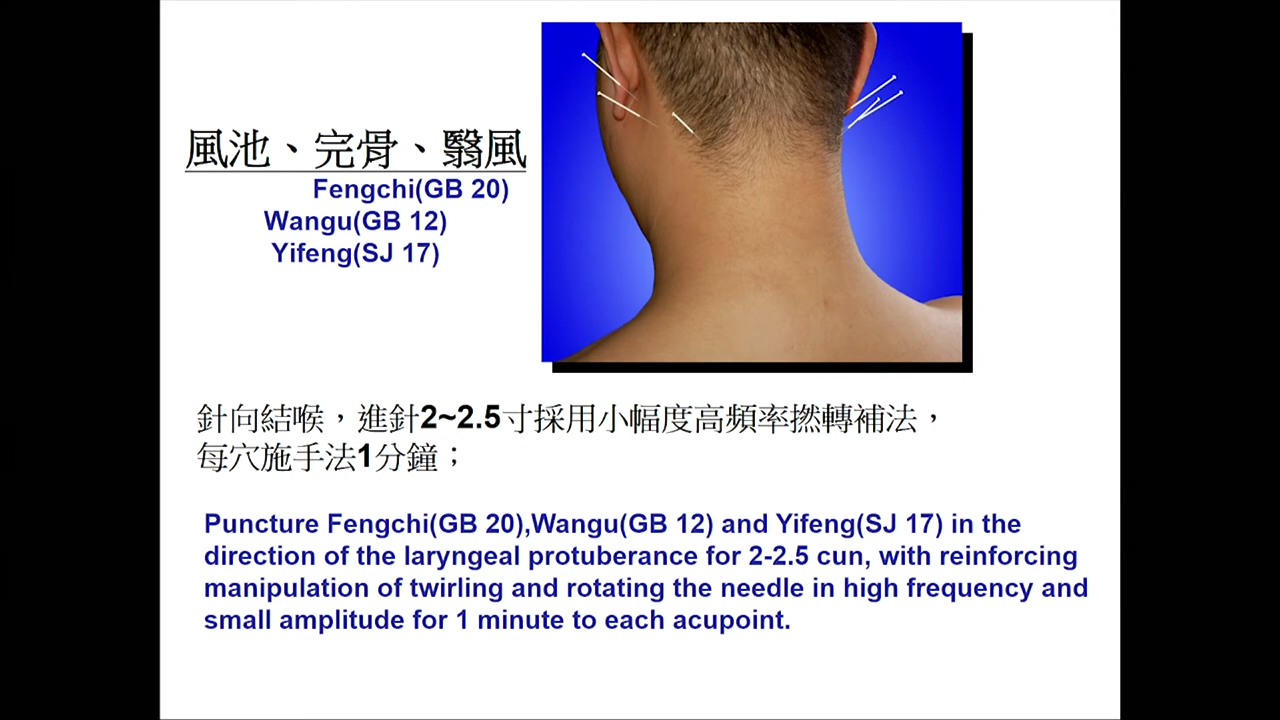 風池、完骨、翳風
Fengchi(GB 20)
Wangu(GB 12)
Yifeng(SJ 17)
針向結喉，進針2~2.5寸採用小幅度高頻率撚轉補法，
每穴施手法1分鐘；
Puncture Fengchi(GB 20),Wangu(GB 12) and Yifeng(SJ 17) in the
direction of the laryngeal protuberance for 2-2.5 cun, with reinforcing
manipulation of twirling and rotating the needle in high frequency and
small amplitude for 1 minute to each acupoint.